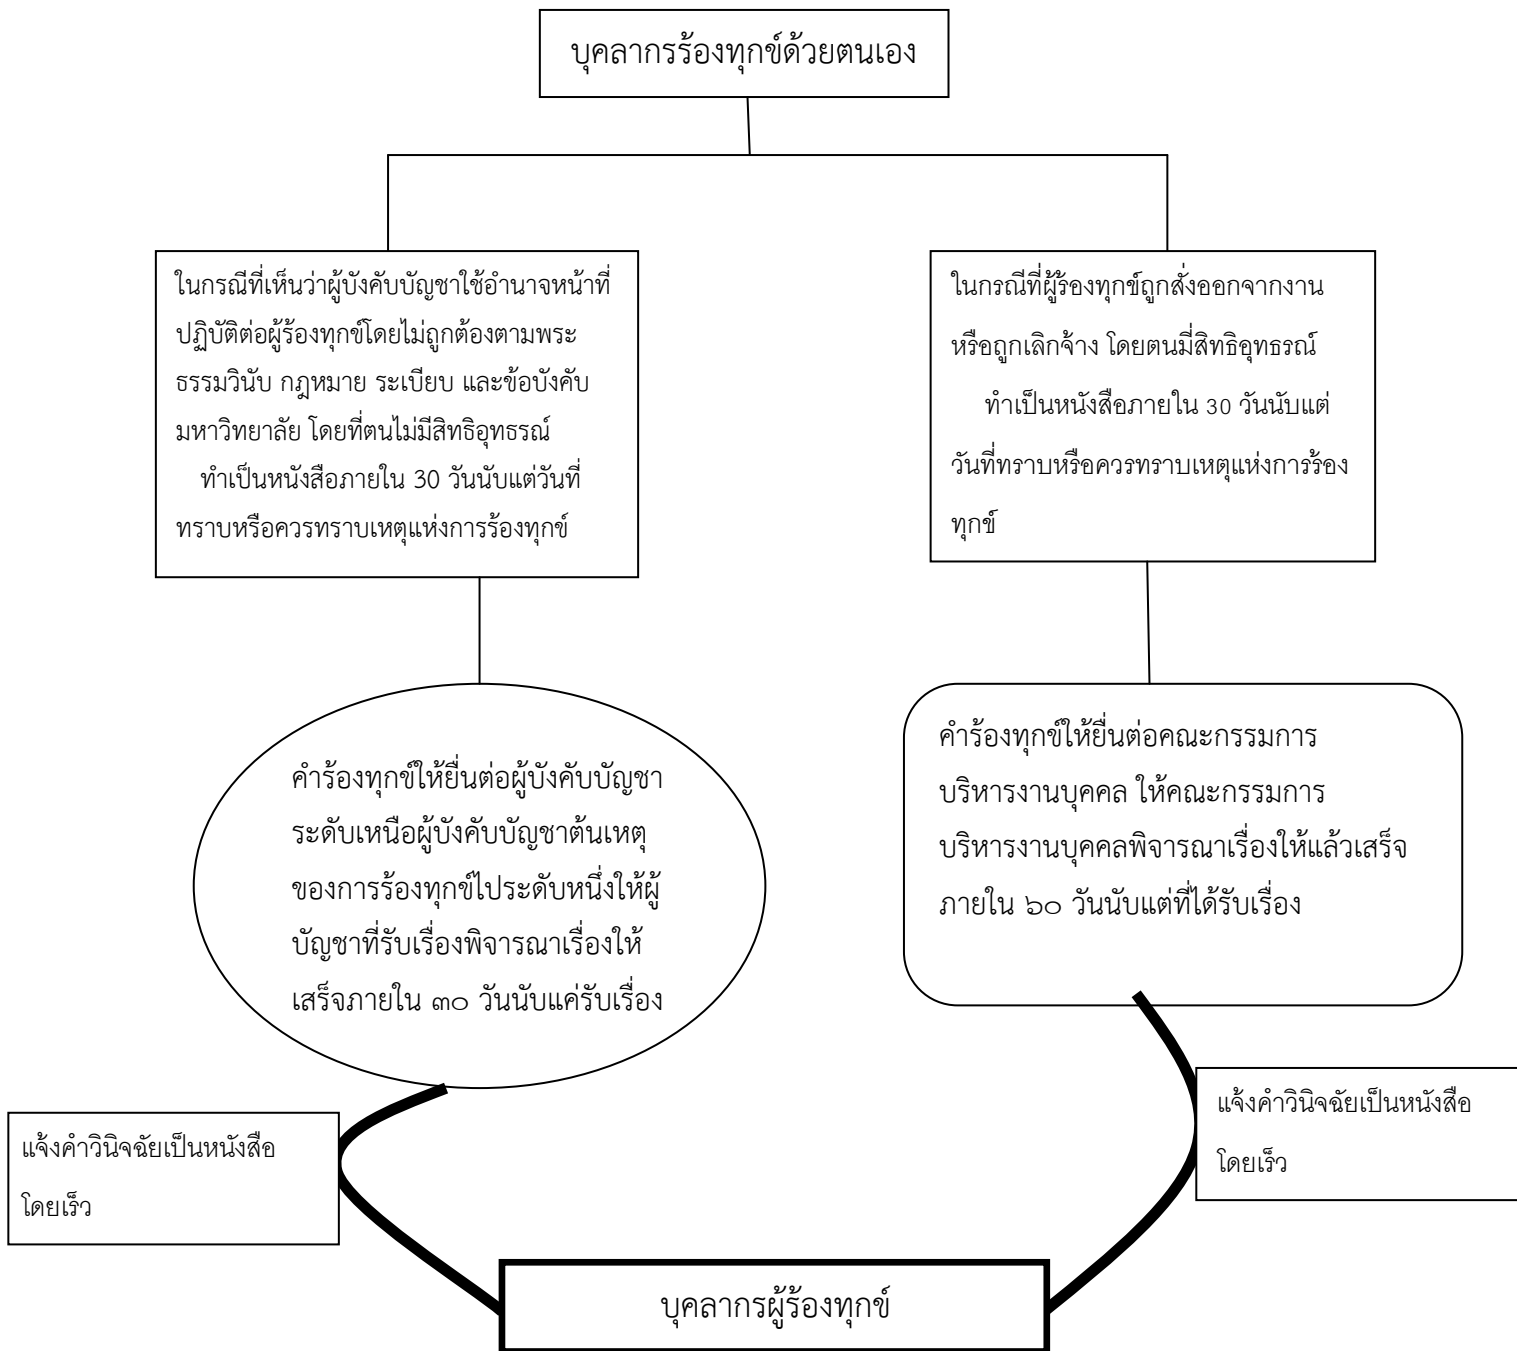 บุคลากรร้องทุกข์ด้วยตนเอง
ในกรณีที่เห็นว่าผู้บังคับบัญชาใช้อำนาจหน้าที่
ปฏิบัติต่อผู้ร้องทุกข์โดยไม่ถูกต้องตามพระ
ธรรมวินับ กฎหมาย ระเบียบ และข้อบังคับ
มหาวิทยาลัย โดยที่ตนไม่มีสิทธิอุทธรณ์
ทำเป็นหนังสือภายใน 30 วันนับแต่วันที่
ทราบหรือควรทราบเหตุแห่งการร้องทุกข์
ในกรณีที่ผู้ร้องทุกข์ถูกสั่งออกจากงาน
หรือถูกเลิกจ้าง โดยตนมี่สิทธิอุทธรณ์
ทำเป็นหนังสือภายใน 30 วันนับแต่
วันที่ทราบหรือควรทราบเหตุแห่งการร้อง
ทุกข์
คำร้องทุกข์ให้ยื่นต่อผู้บังคับบัญชา
ระดับเหนือผู้บังคับบัญชาต้นเหตุ
ของการร้องทุกข์ไประดับหนึ่งให้ผู้
บัญชาที่รับเรื่องพิจารณาเรื่องให้
เสร็จภายใน ๓๐ วันนับแค่รับเรื่อง
คำร้องทุกข์ให้ยื่นต่อคณะกรรมการ
บริหารงานบุคคล ให้คณะกรรมการ
บริหารงานบุคคลพิจารณาเรื่องให้แล้วเสร็จ
ภายใน ๖๐ วันนับแต่ที่ได้รับเรื่อง
แจ้งคำวินิจฉัยเป็นหนังสือ
โดยเร็ว
แจ้งคำวินิจฉัยเป็นหนังสือ
โดยเร็ว
บุคลากรผู้ร้องทุกข์